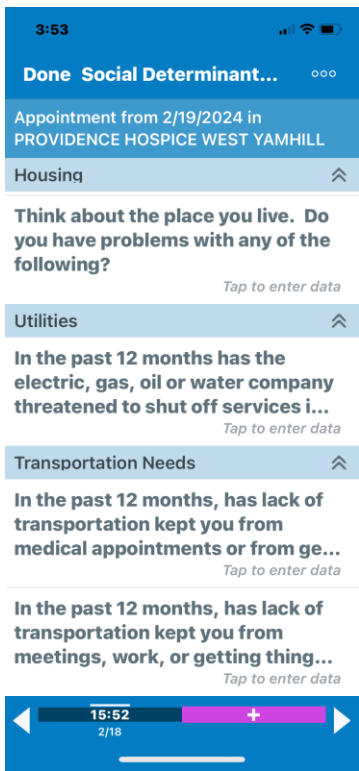 3:53
Done Social Determinant...
Appointment from 2/19/2024 in
PROVIDENCE HOSPICE WEST YAMHILL
Housing
Think about the place you live.  Do
you have problems with any of the
following?
Tap to enter data
Utilities
In the past 12 months has the
electric, gas, oil or water company
threatened to shut off services i...
Tap to enter data
Transportation Needs
In the past 12 months, has lack of
transportation kept you from
medical appointments or from ge...
Tap to enter data
In the past 12 months, has lack of
transportation kept you from
meetings, work, or getting thing...
Tap to enter data
15:52 +
2/18